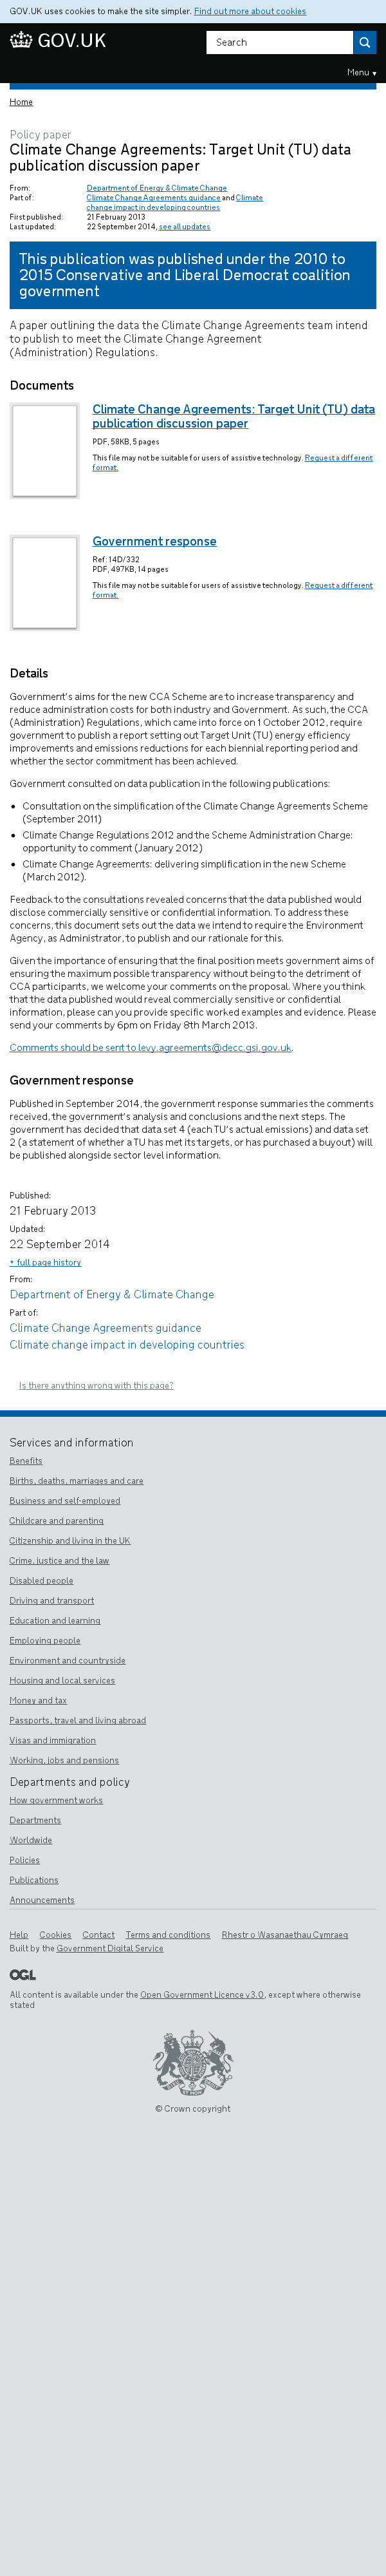 GOV.UK uses cookies to make the site simpler. Find out more about cookies
GOV.UK
Search
Menu ▾
Home
Policy paper
Climate Change Agreements: Target Unit (TU) data
publication discussion paper
From: Department of Energy & Climate Change
Part of: Climate Change Agreements guidance and Climate
change impact in developing countries
First published: 21 February 2013
Last updated: 22 September 2014, see all updates
This publication was published under the 2010 to
2015 Conservative and Liberal Democrat coalition
government
A paper outlining the data the Climate Change Agreements team intend
to publish to meet the Climate Change Agreement
(Administration) Regulations.
Documents
Climate Change Agreements: Target Unit (TU) data
publication discussion paper
PDF, 58KB, 5 pages
This file may not be suitable for users of assistive technology. Request a different
format.
Government response
Ref: 14D/332
PDF, 497KB, 14 pages
This file may not be suitable for users of assistive technology. Request a different
format.
Details
Government's aims for the new CCA Scheme are to increase transparency and
reduce administration costs for both industry and Government. As such, the CCA
(Administration) Regulations, which came into force on 1 October 2012, require
government to publish a report setting out Target Unit (TU) energy efficiency
improvements and emissions reductions for each biennial reporting period and
whether the sector commitment has been achieved.
Government consulted on data publication in the following publications:
• Consultation on the simplification of the Climate Change Agreements Scheme
(September 2011)
• Climate Change Regulations 2012 and the Scheme Administration Charge:
opportunity to comment (January 2012)
• Climate Change Agreements: delivering simplification in the new Scheme
(March 2012).
Feedback to the consultations revealed concerns that the data published would
disclose commercially sensitive or confidential information. To address these
concerns, this document sets out the data we intend to require the Environment
Agency, as Administrator, to publish and our rationale for this.
Given the importance of ensuring that the final position meets government aims of
ensuring the maximum possible transparency without being to the detriment of
CCA participants, we welcome your comments on the proposal. Where you think
that the data published would reveal commercially sensitive or confidential
information, please can you provide specific examples and evidence. Please
send your comments by 6pm on Friday 8th March 2013.
Comments should be sent to levy.agreements@decc.gsi.gov.uk.
Government response
Published in September 2014, the government response summaries the comments
received, the government's analysis and conclusions and the next steps. The
government has decided that data set 4 (each TU's actual emissions) and data set
2 (a statement of whether a TU has met its targets, or has purchased a buyout) will
be published alongside sector level information.
Published:
21 February 2013
Updated:
22 September 2014
+ full page history
From:
Department of Energy & Climate Change
Part of:
Climate Change Agreements guidance
Climate change impact in developing countries
Is there anything wrong with this page?
Services and information
Benefits
Births, deaths, marriages and care
Business and self-employed
Childcare and parenting
Citizenship and living in the UK
Crime, justice and the law
Disabled people
Driving and transport
Education and learning
Employing people
Environment and countryside
Housing and local services
Money and tax
Passports, travel and living abroad
Visas and immigration
Working, jobs and pensions
Departments and policy
How government works
Departments
Worldwide
Policies
Publications
Announcements
Help Cookies Contact Terms and conditions Rhestr o Wasanaethau Cymraeg
Built by the Government Digital Service
OGL
All content is available under the Open Government Licence v3.0, except where otherwise
stated
© Crown copyright